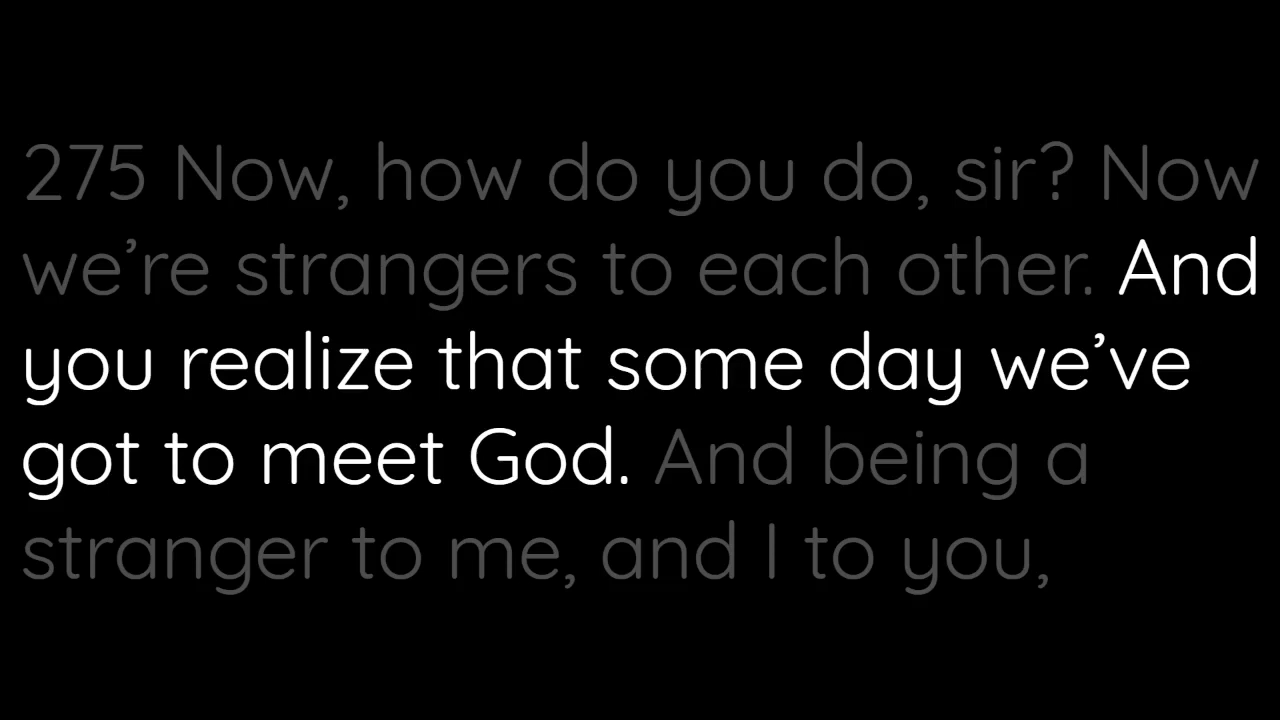 275 Now, how do you do, sir? Now
we’re strangers to each other. And
you realize that some day we’ve
got to meet God. And being a
stranger to me, and I to you,